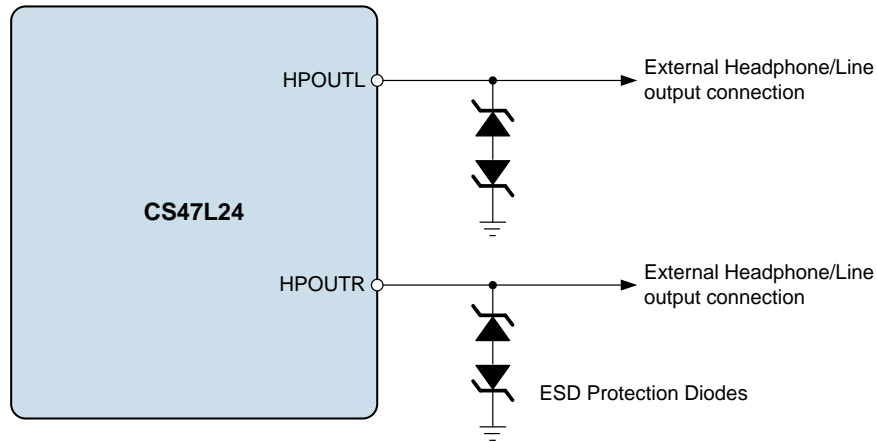 HPOUTL
External Headphone/Line
output connection
CS47L24
HPOUTR
External Headphone/Line
output connection
ESD Protection Diodes